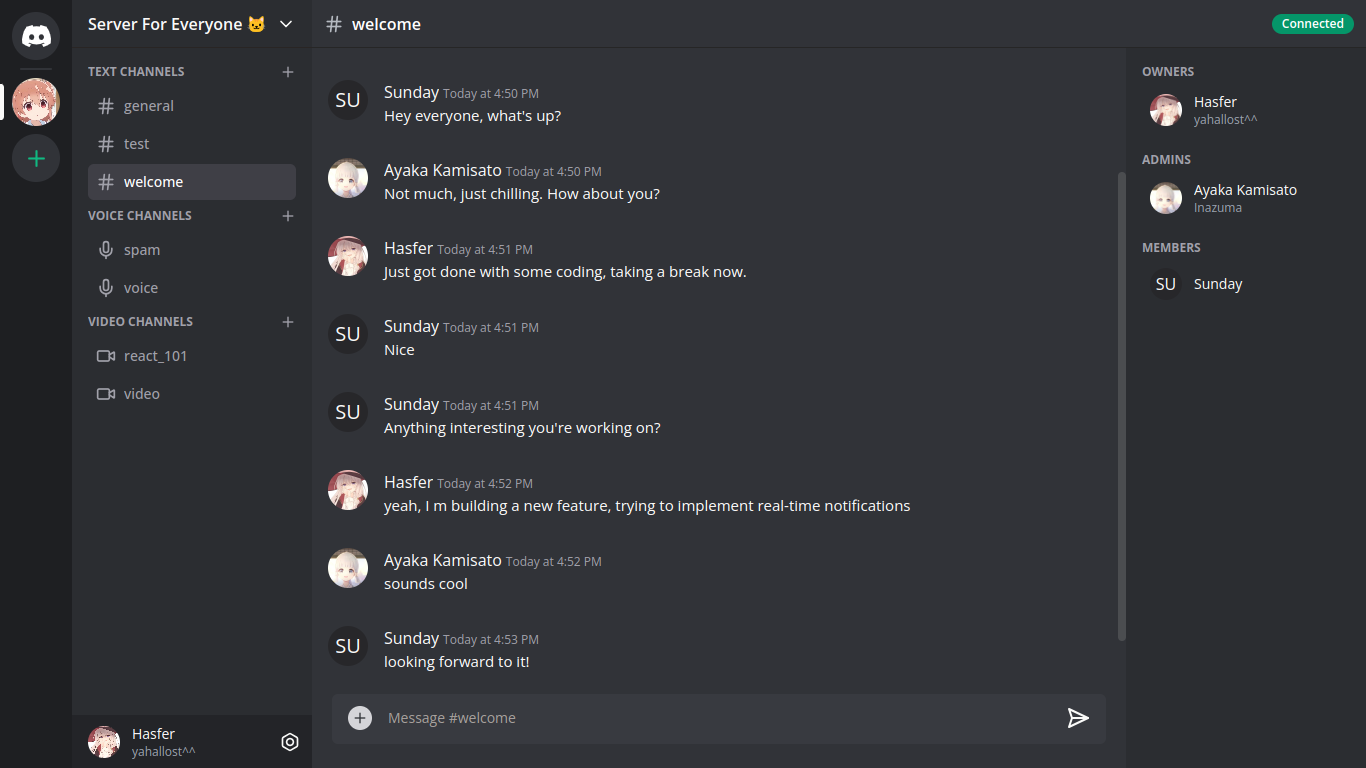 Server For Everyone 🐱
TEXT CHANNELS
general
test
welcome
VOICE CHANNELS
spam
voice
VIDEO CHANNELS
react_101
video
Hasfer
yahallost^^
# welcome
Connected
SU
Sunday Today at 4:50 PM
Hey everyone, what's up?
Ayaka Kamisato Today at 4:50 PM
Not much, just chilling. How about you?
Hasfer Today at 4:51 PM
Just got done with some coding, taking a break now.
SU
Sunday Today at 4:51 PM
Nice
SU
Sunday Today at 4:51 PM
Anything interesting you're working on?
Hasfer Today at 4:52 PM
yeah, I m building a new feature, trying to implement real-time notifications
Ayaka Kamisato Today at 4:52 PM
sounds cool
SU
Sunday Today at 4:53 PM
looking forward to it!
Message #welcome
OWNERS
Hasfer
yahallost^^
ADMINS
Ayaka Kamisato
Inazuma
MEMBERS
SU Sunday